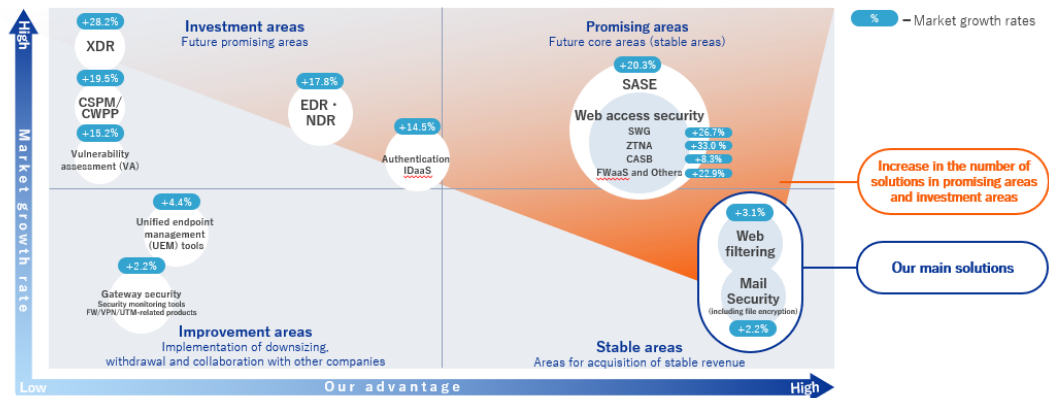 High
Market growth rate
Low
Our advantage
High
Investment areas
Future promising areas
+28.2%
XDR
+19.5%
CSPM/
CWPP
+15.2%
Vulnerability
assessment (VA)
+17.8%
EDR・
NDR
+14.5%
Authentication
IDaaS
Promising areas
Future core areas (stable areas)
+20.3%
SASE
Web access security
SWG +26.7%
ZTNA +33.0 %
CASB +8.3%
FWaaS and Others +22.9%
+4.4%
Unified endpoint
management
(UEM) tools
+2.2%
Gateway security
Security monitoring tools
FW/VPN/UTM-related products
Improvement areas
Implementation of downsizing,
withdrawal and collaboration with other companies
+3.1%
Web
filtering
Mail
Security
(including file encryption)
+2.2%
Stable areas
Areas for acquisition of stable revenue
% – Market growth rates
Increase in the number of
solutions in promising areas
and investment areas
Our main solutions